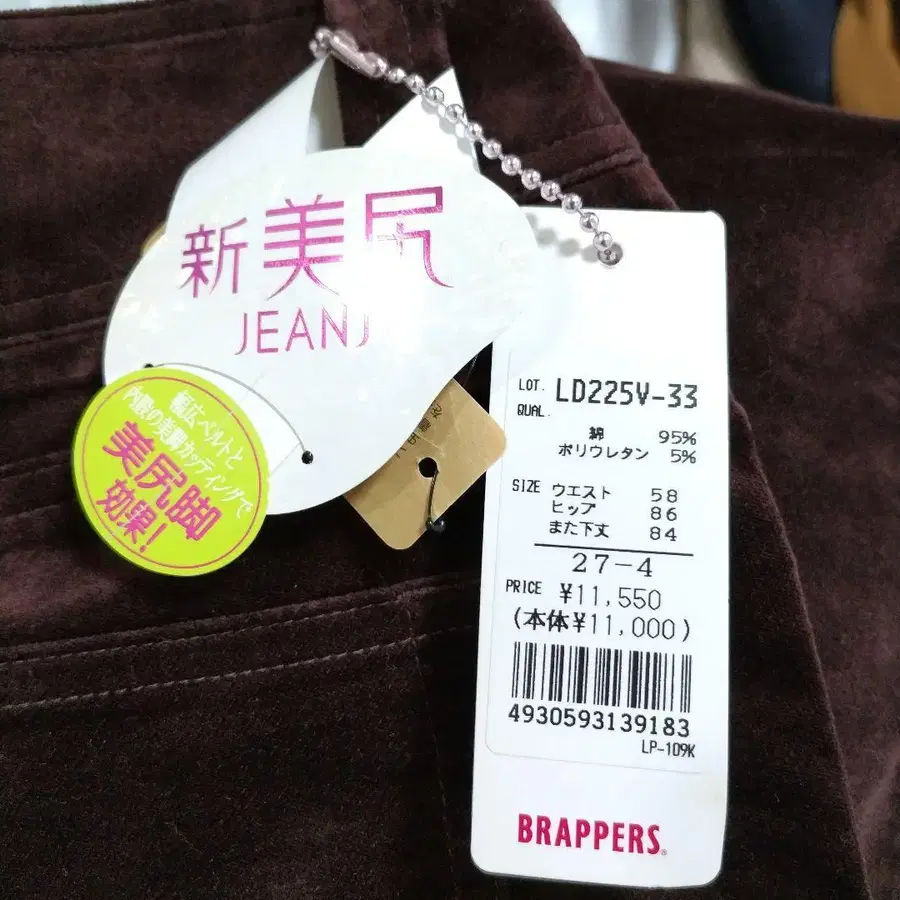 新美尻
JEAN
幅広ベルトと
内股の美脚カッティングで
美尻脚
効果!
LOT. LD225V-33
QUAL.
綿 95%
ポリウレタン 5%
SIZE ウエスト 58
ヒップ 86
また下丈 84
27-4
PRICE ¥11,550
(本体¥11,000)
4930593139183
LP-109K
BRAPPERS®